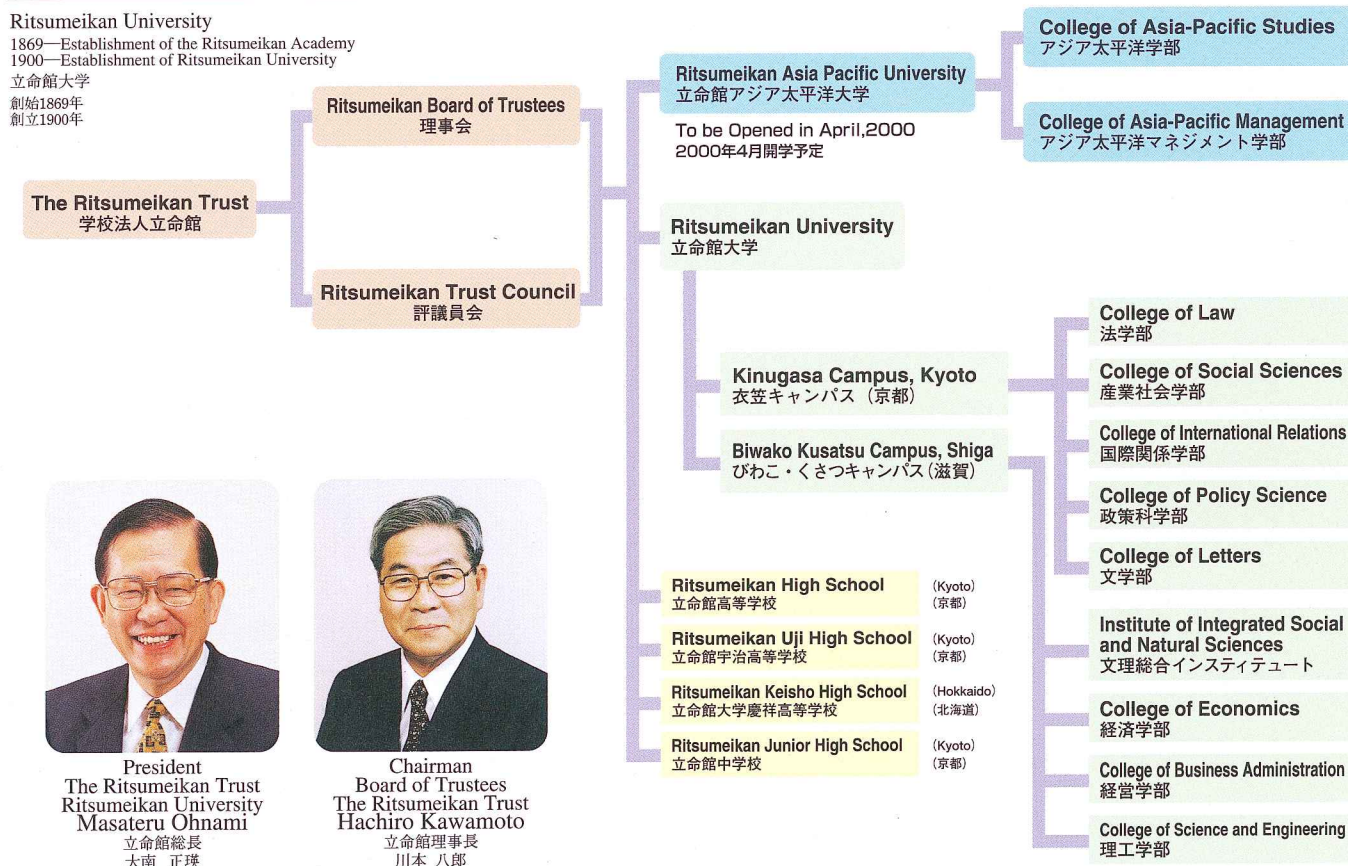 Ritsumeikan University
1869—Establishment of the Ritsumeikan Academy
1900—Establishment of Ritsumeikan University
立命館大学
創始1869年
創立1900年
The Ritsumeikan Trust
学校法人立命館
Ritsumeikan Board of Trustees
理事会
Ritsumeikan Trust Council
評議員会
Ritsumeikan Asia Pacific University
立命館アジア太平洋大学
To be Opened in April,2000
2000年4月開学予定
College of Asia-Pacific Studies
アジア太平洋学部
College of Asia-Pacific Management
アジア太平洋マネジメント学部
Ritsumeikan University
立命館大学
Kinugasa Campus, Kyoto
衣笠キャンパス（京都）
Biwako Kusatsu Campus, Shiga
びわこ・くさつキャンパス（滋賀）
College of Law
法学部
College of Social Sciences
産業社会学部
College of International Relations
国際関係学部
College of Policy Science
政策科学部
College of Letters
文学部
Institute of Integrated Social
and Natural Sciences
文理総合インスティテュート
College of Economics
経済学部
College of Business Administration
経営学部
College of Science and Engineering
理工学部
Ritsumeikan High School (Kyoto)
立命館高等学校 (京都)
Ritsumeikan Uji High School (Kyoto)
立命館宇治高等学校 (京都)
Ritsumeikan Keisho High School (Hokkaido)
立命館大学慶祥高等学校 (北海道)
Ritsumeikan Junior High School (Kyoto)
立命館中学校 (京都)
President
The Ritsumeikan Trust
Ritsumeikan University
Masateru Ohnami
立命館総長
大南 正瑛
Chairman
Board of Trustees
The Ritsumeikan Trust
Hachiro Kawamoto
立命館理事長
川本 八郎